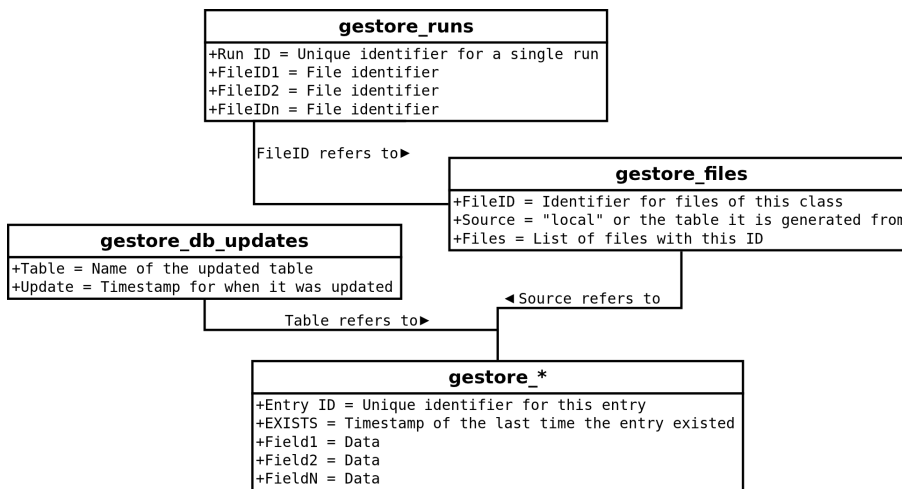 gestore_runs
+Run ID = Unique identifier for a single run
+FileID1 = File identifier
+FileID2 = File identifier
+FileIDn = File identifier
FileID refers to►
gestore_files
+FileID = Identifier for files of this class
+Source = "local" or the table it is generated from
+Files = List of files with this ID
gestore_db_updates
+Table = Name of the updated table
+Update = Timestamp for when it was updated
◄Source refers to
Table refers to►
gestore_*
+Entry ID = Unique identifier for this entry
+EXISTS = Timestamp of the last time the entry existed
+Field1 = Data
+Field2 = Data
+FieldN = Data